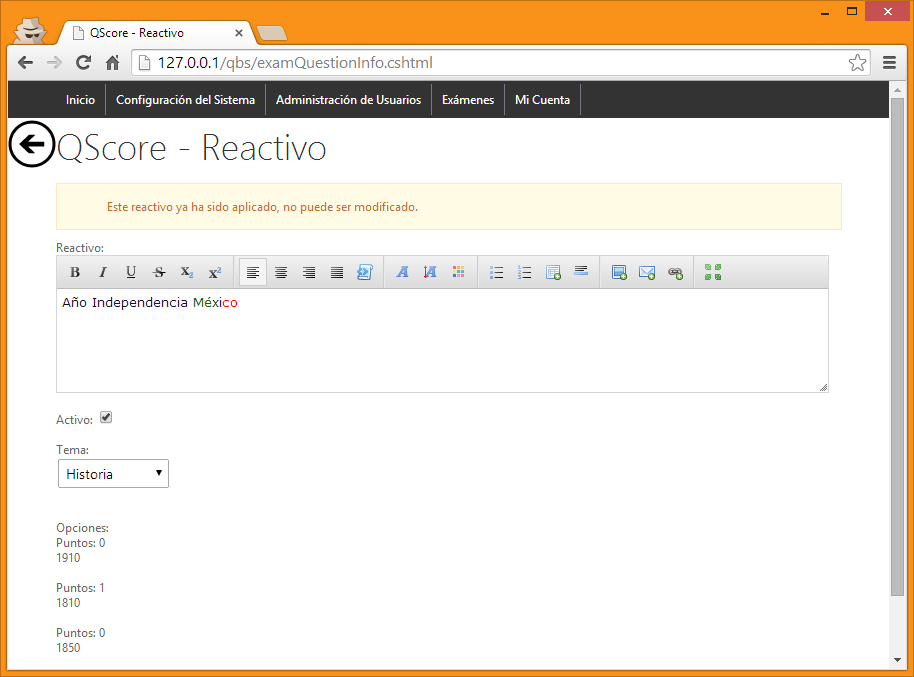 QScore - Reactivo
127.0.0.1/qbs/examQuestionInfo.cshtml
Inicio Configuración del Sistema Administración de Usuarios Exámenes Mi Cuenta
QScore - Reactivo
Este reactivo ya ha sido aplicado, no puede ser modificado.
Reactivo:
B I U S X₂ X²
Año Independencia México
Activo:
Tema:
Historia
Opciones:
Puntos: 0
1910
Puntos: 1
1810
Puntos: 0
1850